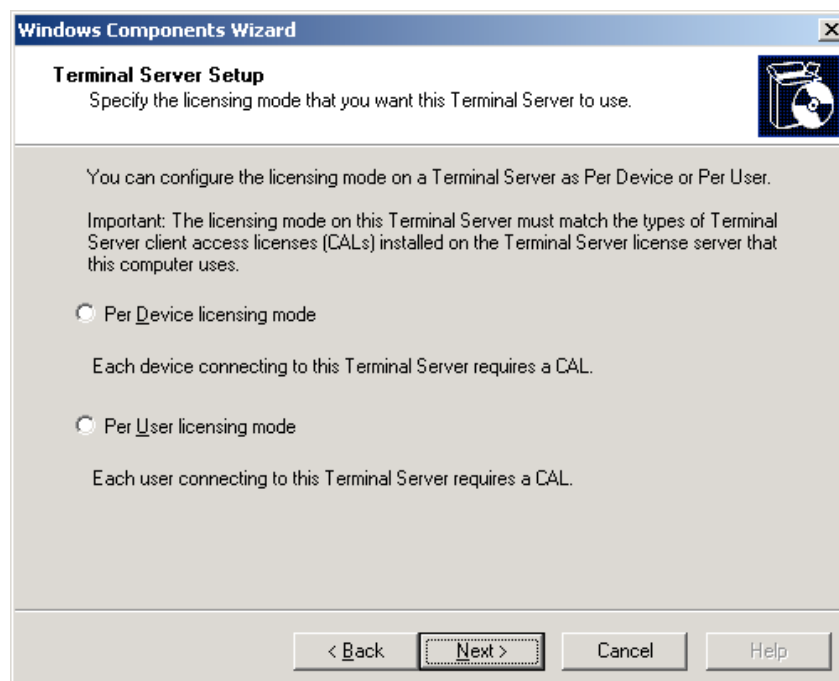 Windows Components Wizard
Terminal Server Setup
Specify the licensing mode that you want this Terminal Server to use.
You can configure the licensing mode on a Terminal Server as Per Device or Per User.
Important: The licensing mode on this Terminal Server must match the types of Terminal
Server client access licenses (CALs) installed on the Terminal Server license server that
this computer uses.
Per Device licensing mode
Each device connecting to this Terminal Server requires a CAL.
Per User licensing mode
Each user connecting to this Terminal Server requires a CAL.
< Back Next > Cancel Help